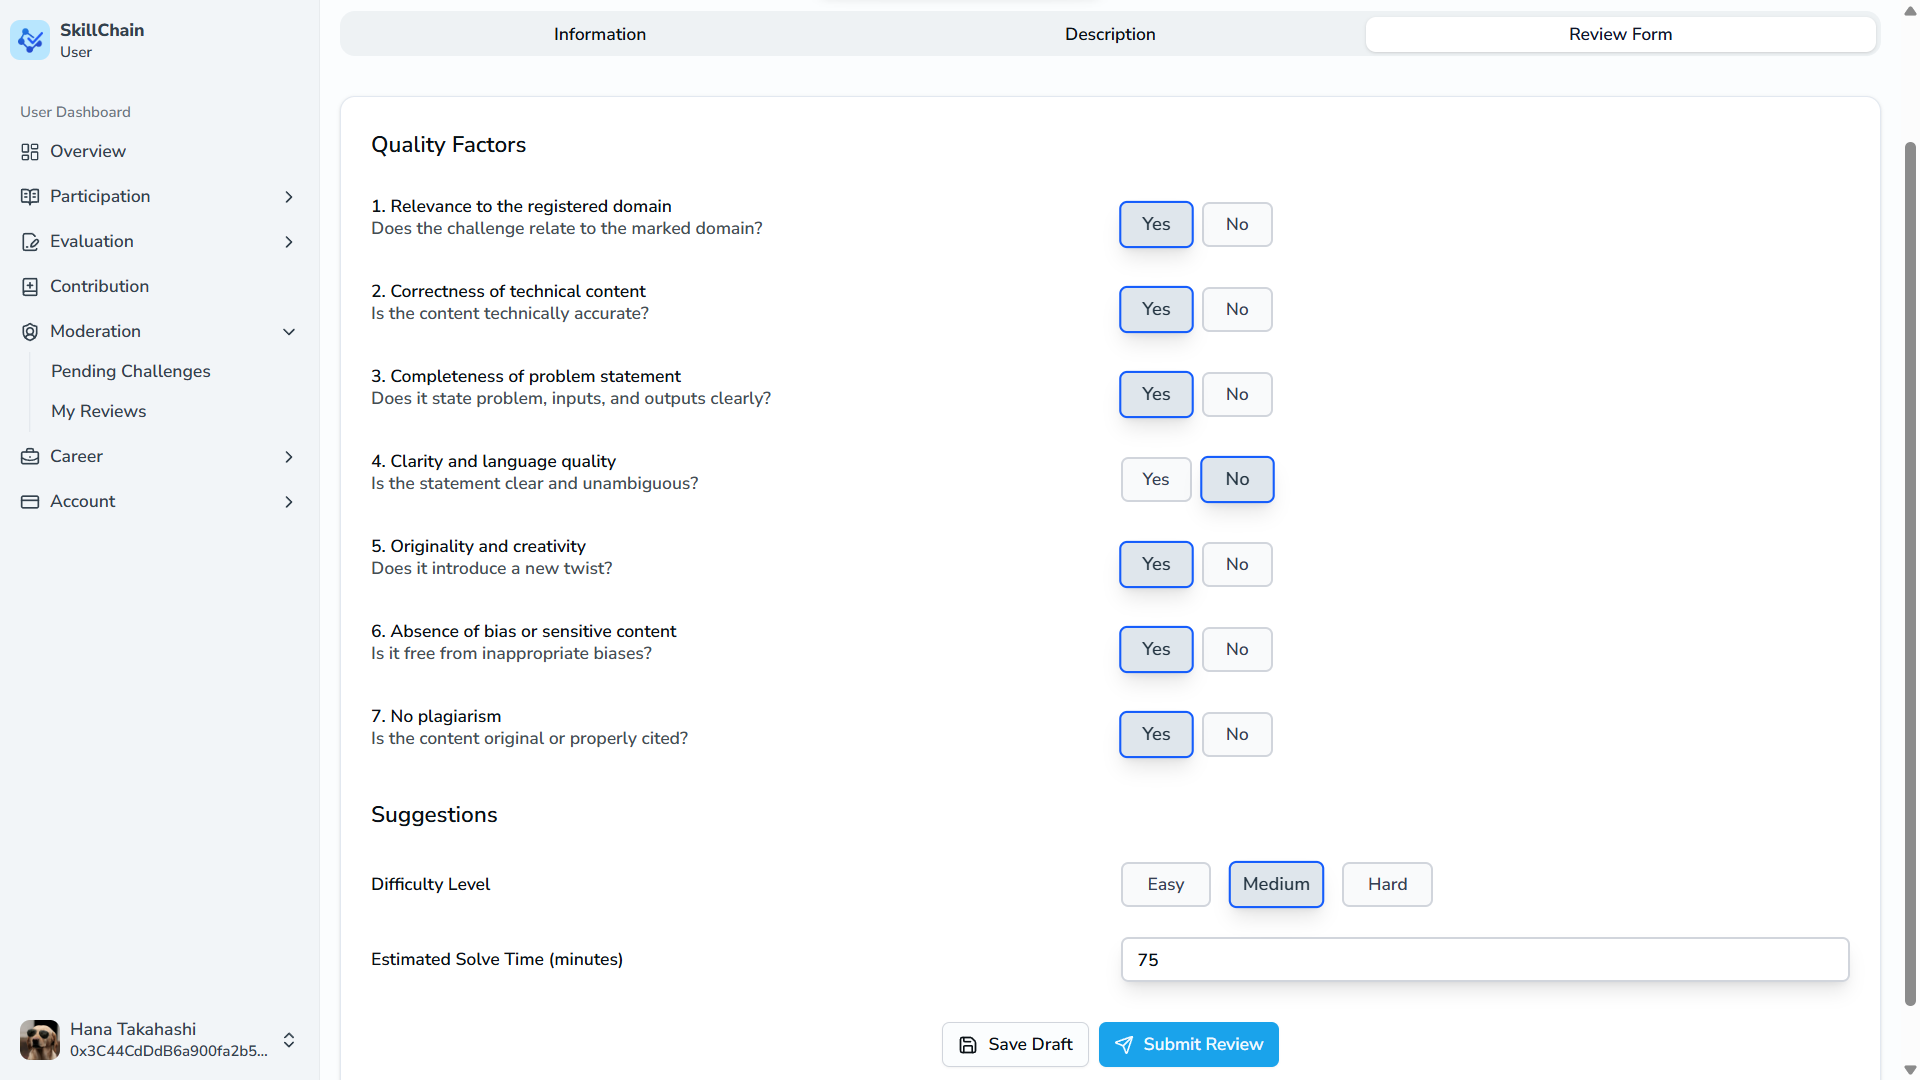 SkillChain
User
User Dashboard
Overview
Participation
Evaluation
Contribution
Moderation
Pending Challenges
My Reviews
Career
Account
Hana Takahashi
0x3C44CdDdB6a900fa2b5...
Information
Description
Review Form
Quality Factors
1. Relevance to the registered domain
Does the challenge relate to the marked domain?
Yes
No
2. Correctness of technical content
Is the content technically accurate?
Yes
No
3. Completeness of problem statement
Does it state problem, inputs, and outputs clearly?
Yes
No
4. Clarity and language quality
Is the statement clear and unambiguous?
Yes
No
5. Originality and creativity
Does it introduce a new twist?
Yes
No
6. Absence of bias or sensitive content
Is it free from inappropriate biases?
Yes
No
7. No plagiarism
Is the content original or properly cited?
Yes
No
Suggestions
Difficulty Level
Easy
Medium
Hard
Estimated Solve Time (minutes)
75
Save Draft
Submit Review